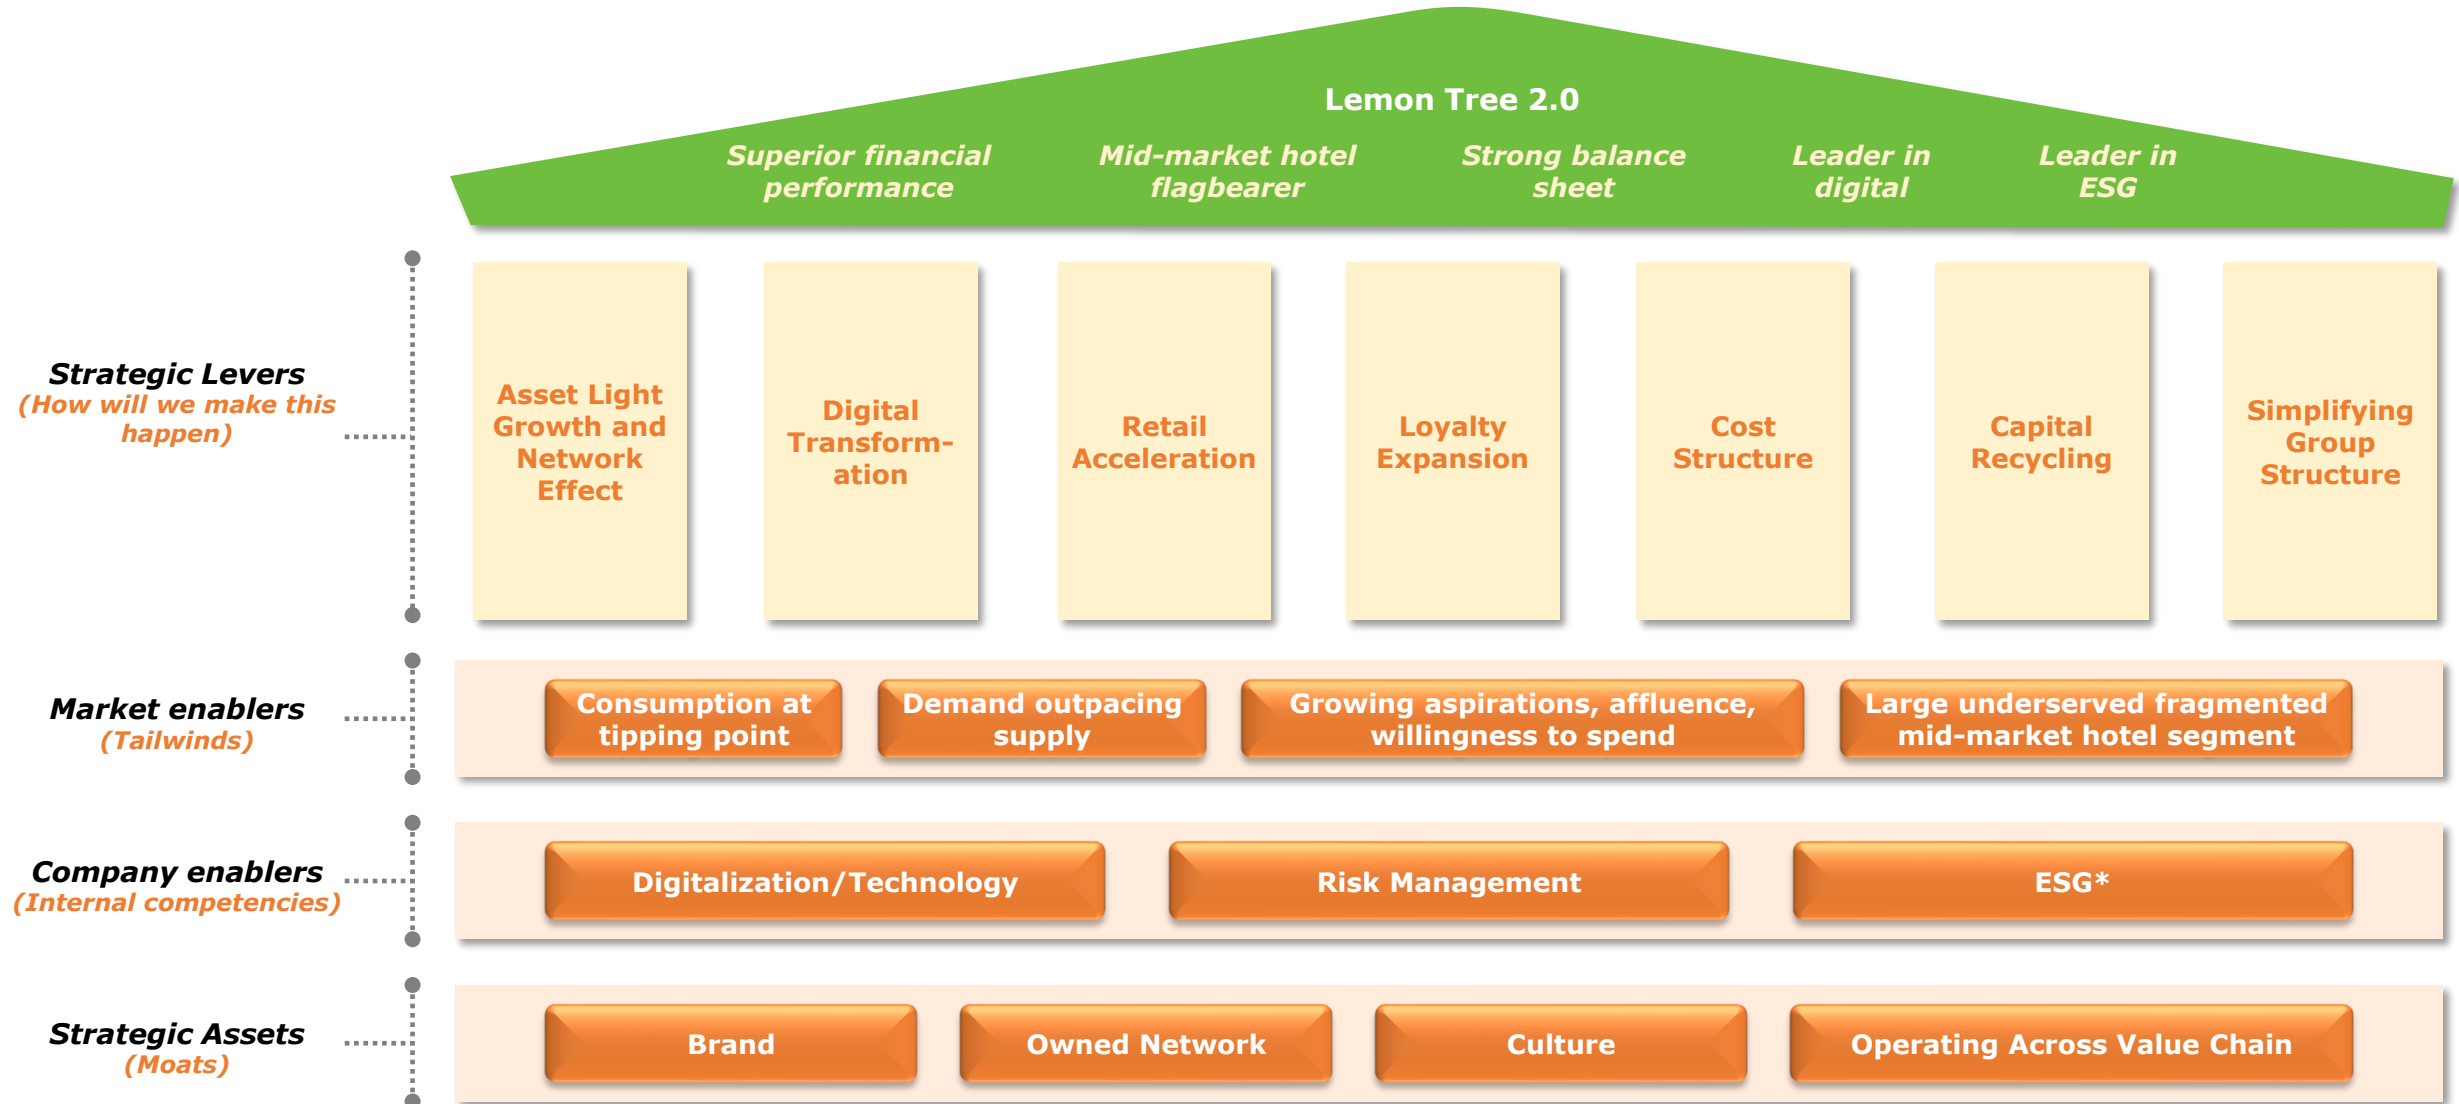 Lemon Tree 2.0
Superior financial
performance
Mid-market hotel
flagbearer
Strong balance
sheet
Leader in
digital
Leader in
ESG
Strategic Levers
(How will we make this
happen)
Asset Light
Growth and
Network
Effect
Digital
Transform-
ation
Retail
Acceleration
Loyalty
Expansion
Cost
Structure
Capital
Recycling
Simplifying
Group
Structure
Market enablers
(Tailwinds)
Consumption at
tipping point
Demand outpacing
supply
Growing aspirations, affluence,
willingness to spend
Large underserved fragmented
mid-market hotel segment
Company enablers
(Internal competencies)
Digitalization/Technology
Risk Management
ESG*
Strategic Assets
(Moats)
Brand
Owned Network
Culture
Operating Across Value Chain